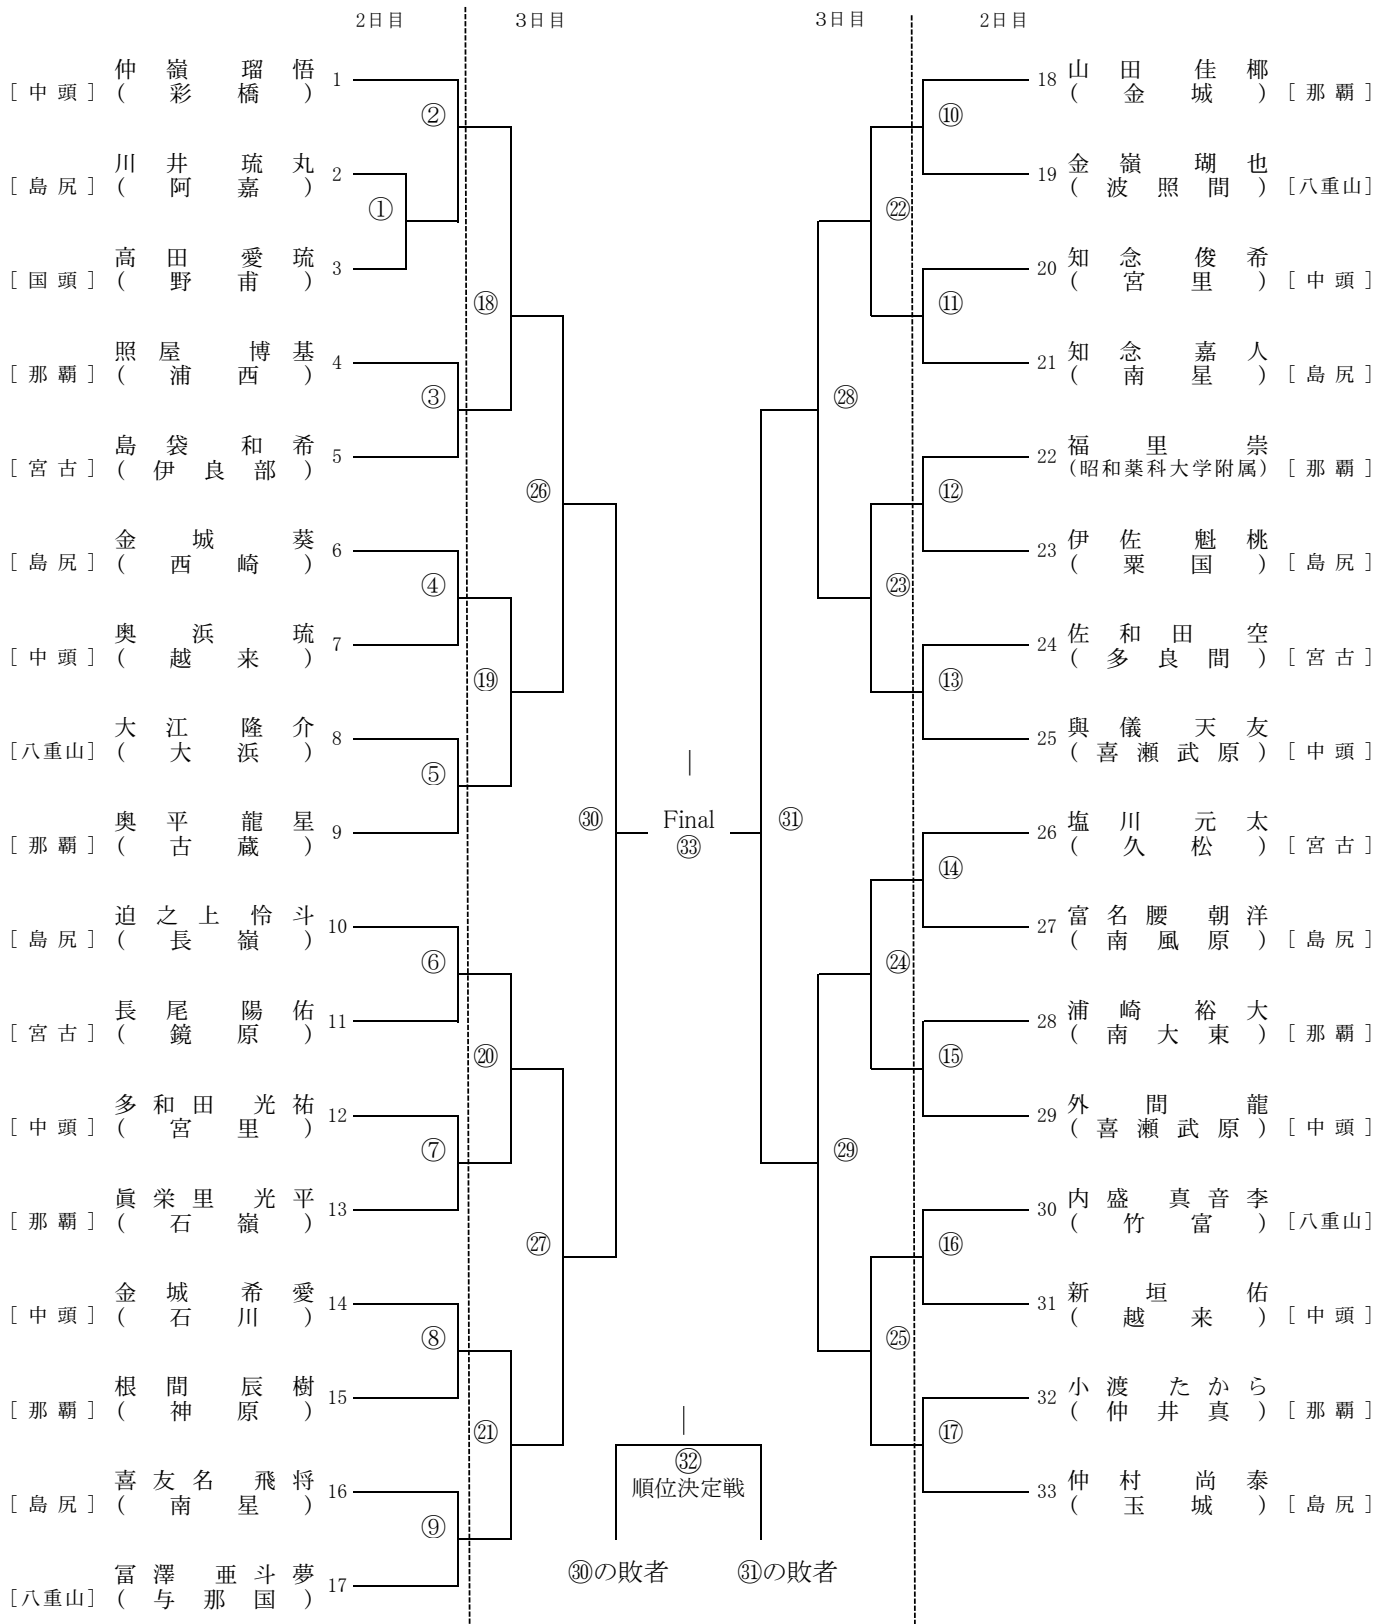 2日目 3日目 3日目 2日目
仲嶺 瑠悟 1
[中頭] (彩橋)
②
川井 琉丸 2
[島尻] (阿嘉)
①
高田 愛琉 3
[国頭] (野甫)
⑱
照屋 博基 4
[那覇] (浦西)
③
島袋 和希 5
[宮古] (伊良部)
㉖
金城 葵 6
[島尻] (西崎)
④
奥浜 琉 7
[中頭] (越来)
⑲
大江 隆介 8
[八重山] (大浜)
⑤
奥平 龍星 9
[那覇] (古蔵)
㉚
迫之上 怜斗 10
[島尻] (長嶺)
⑥
長尾 陽佑 11
[宮古] (鏡原)
⑳
多和田 光祐 12
[中頭] (宮里)
⑦
眞栄里 光平 13
[那覇] (石嶺)
㉗
金城 希愛 14
[中頭] (石川)
⑧
根間 辰樹 15
[那覇] (神原)
㉑
喜友名 飛将 16
[島尻] (南星)
⑨
冨澤 亜斗夢 17
[八重山] (与那国)
Final
㉝
㉜
順位決定戦
㉚の敗者 ㉛の敗者
18 山田 佳椰
(金城) [那覇]
⑩
19 金嶺 瑚也
(波照間) [八重山]
㉒
20 知念 俊希
(宮里) [中頭]
⑪
21 知念 嘉人
(南星) [島尻]
㉘
22 福里 崇
(昭和薬科大学附属) [那覇]
⑫
23 伊佐 魁桃
(粟国) [島尻]
㉓
24 佐和田 空
(多良間) [宮古]
⑬
25 與儀 天友
(喜瀬武原) [中頭]
㉛
26 塩川 元太
(久松) [宮古]
⑭
27 富名腰 朝洋
(南風原) [島尻]
㉔
28 浦崎 裕大
(南大東) [那覇]
⑮
29 外間 龍
(喜瀬武原) [中頭]
㉙
30 内盛 真音李
(竹富) [八重山]
⑯
31 新垣 佑
(越来) [中頭]
㉕
32 小渡 たから
(仲井真) [那覇]
⑰
33 仲村 尚泰
(玉城) [島尻]